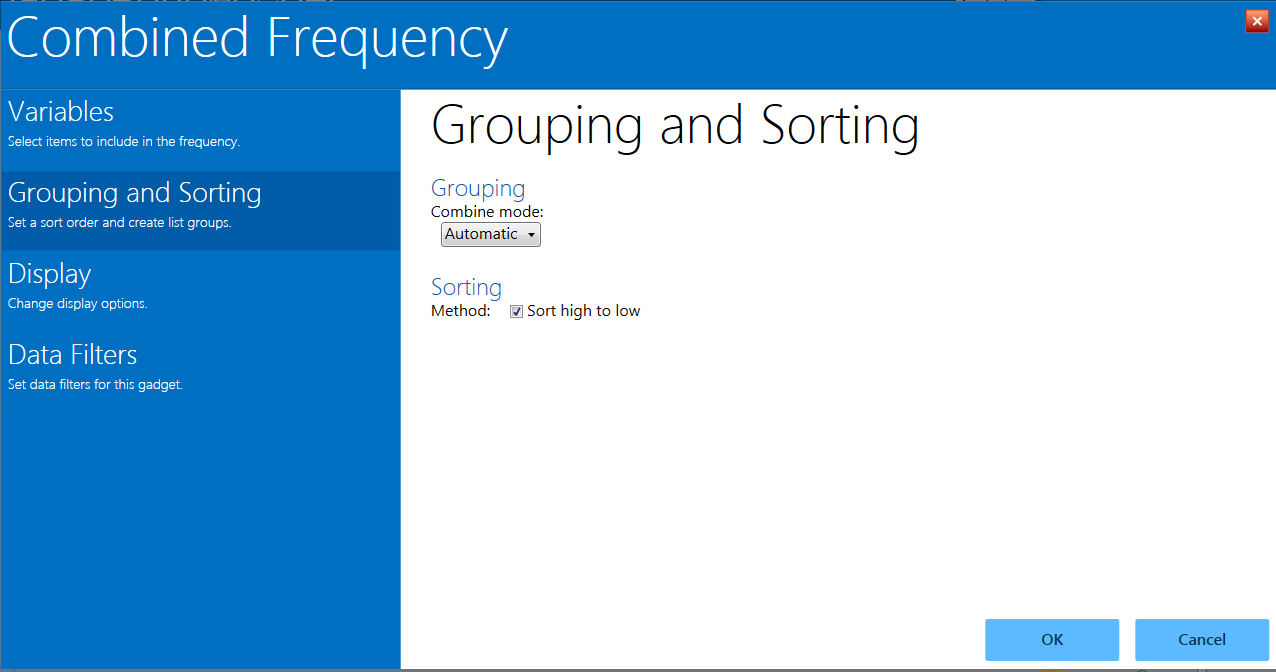 Combined Frequency
Variables
Select items to include in the frequency.
Grouping and Sorting
Set a sort order and create list groups.
Display
Change display options.
Data Filters
Set data filters for this gadget.
Grouping and Sorting
Grouping
Combine mode:
Automatic
Sorting
Method: Sort high to low
OK Cancel